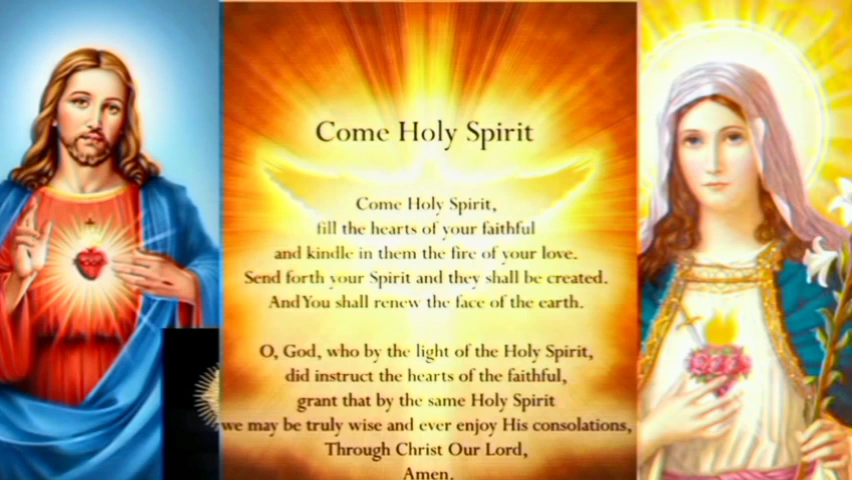 Come Holy Spirit
Come Holy Spirit,
fill the hearts of your faithful
and kindle in them the fire of your love.
Send forth your Spirit and they shall be created.
And You shall renew the face of the earth.
O, God, who by the light of the Holy Spirit,
did instruct the hearts of the faithful,
grant that by the same Holy Spirit
we may be truly wise and ever enjoy His consolations,
Through Christ Our Lord,
Amen.